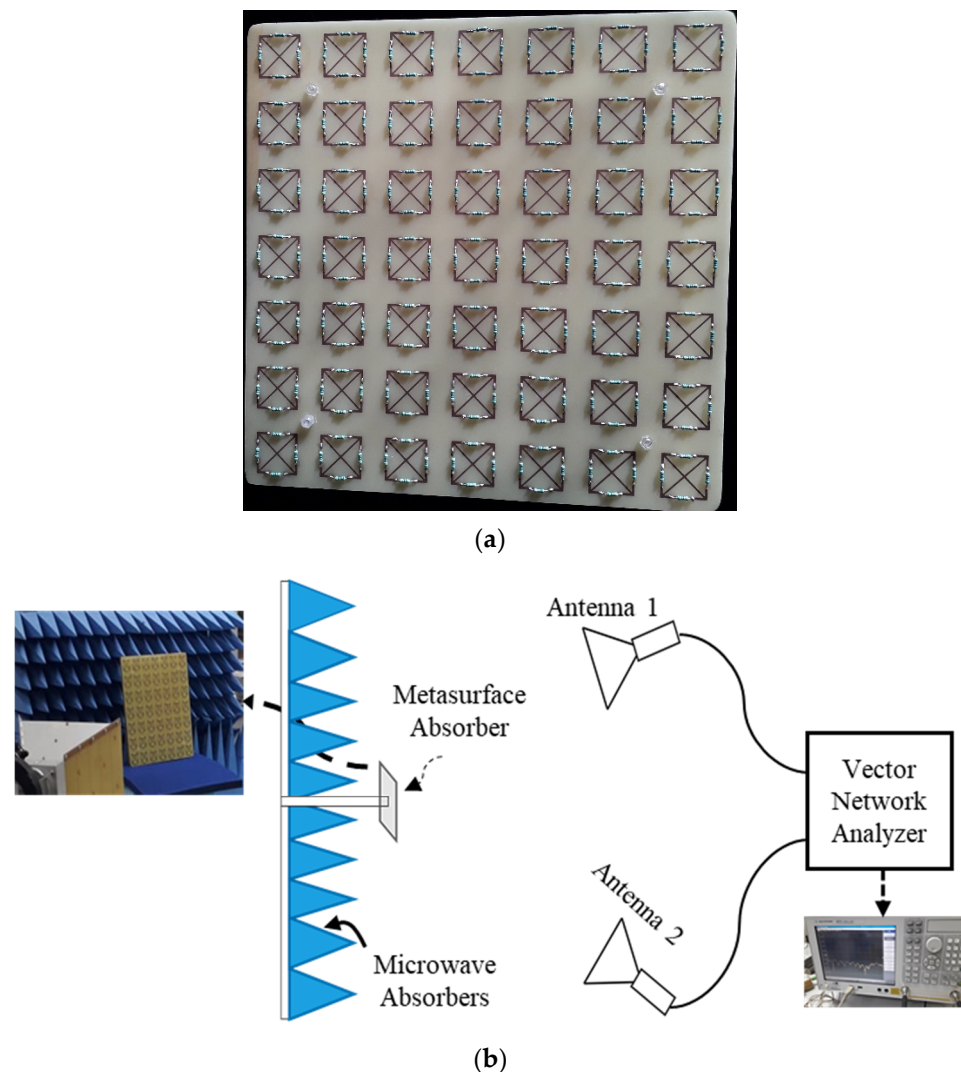 (a)
Antenna 1
Metasurface
Absorber
Vector
Network
Analyzer
Antenna 2
Microwave
Absorbers
(b)